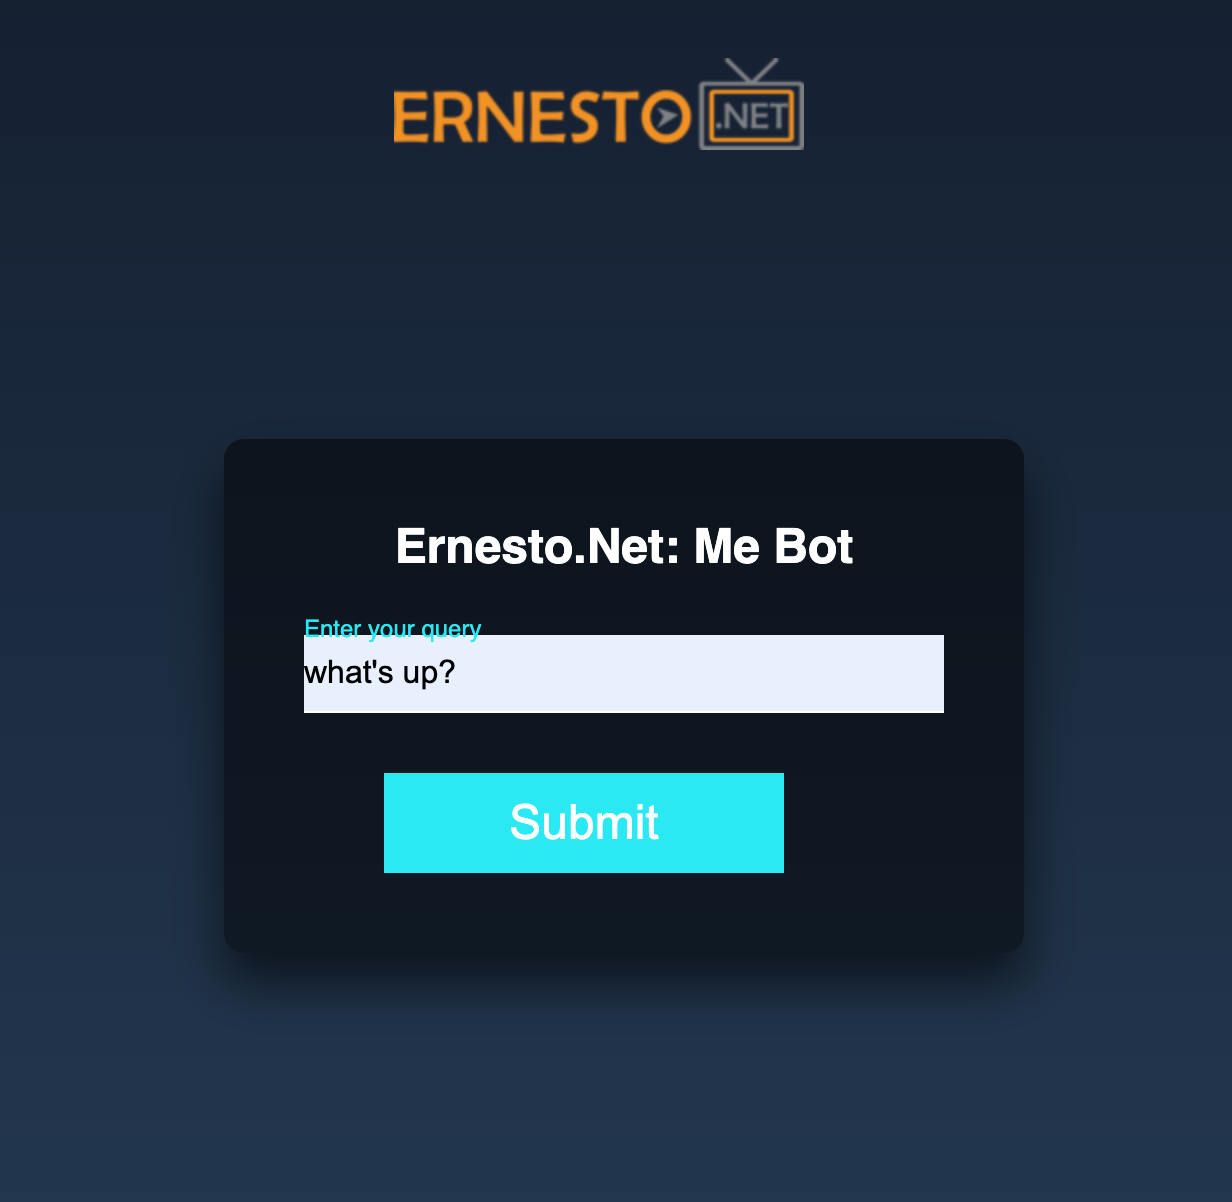 ERNESTO .NET
Ernesto.Net: Me Bot
Enter your query
what's up?
Submit